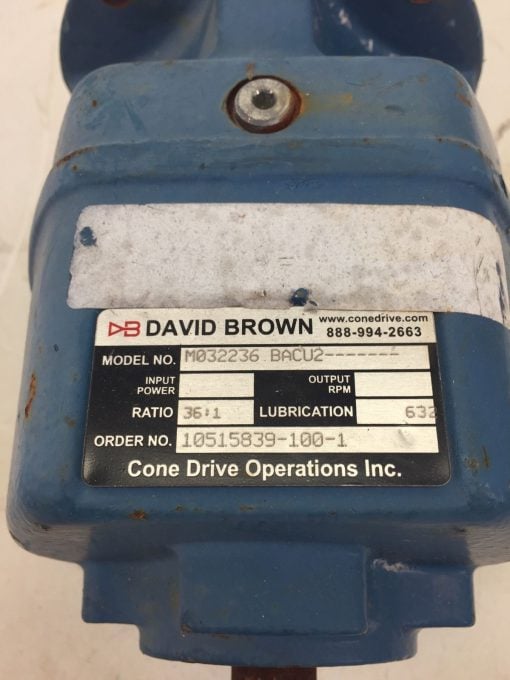 DB DAVID BROWN www.conedrive.com
888-994-2663
MODEL NO. M032236 BACU2-------
INPUT POWER OUTPUT RPM
RATIO 36:1 LUBRICATION 632
ORDER NO. 10515839-100-1
Cone Drive Operations Inc.